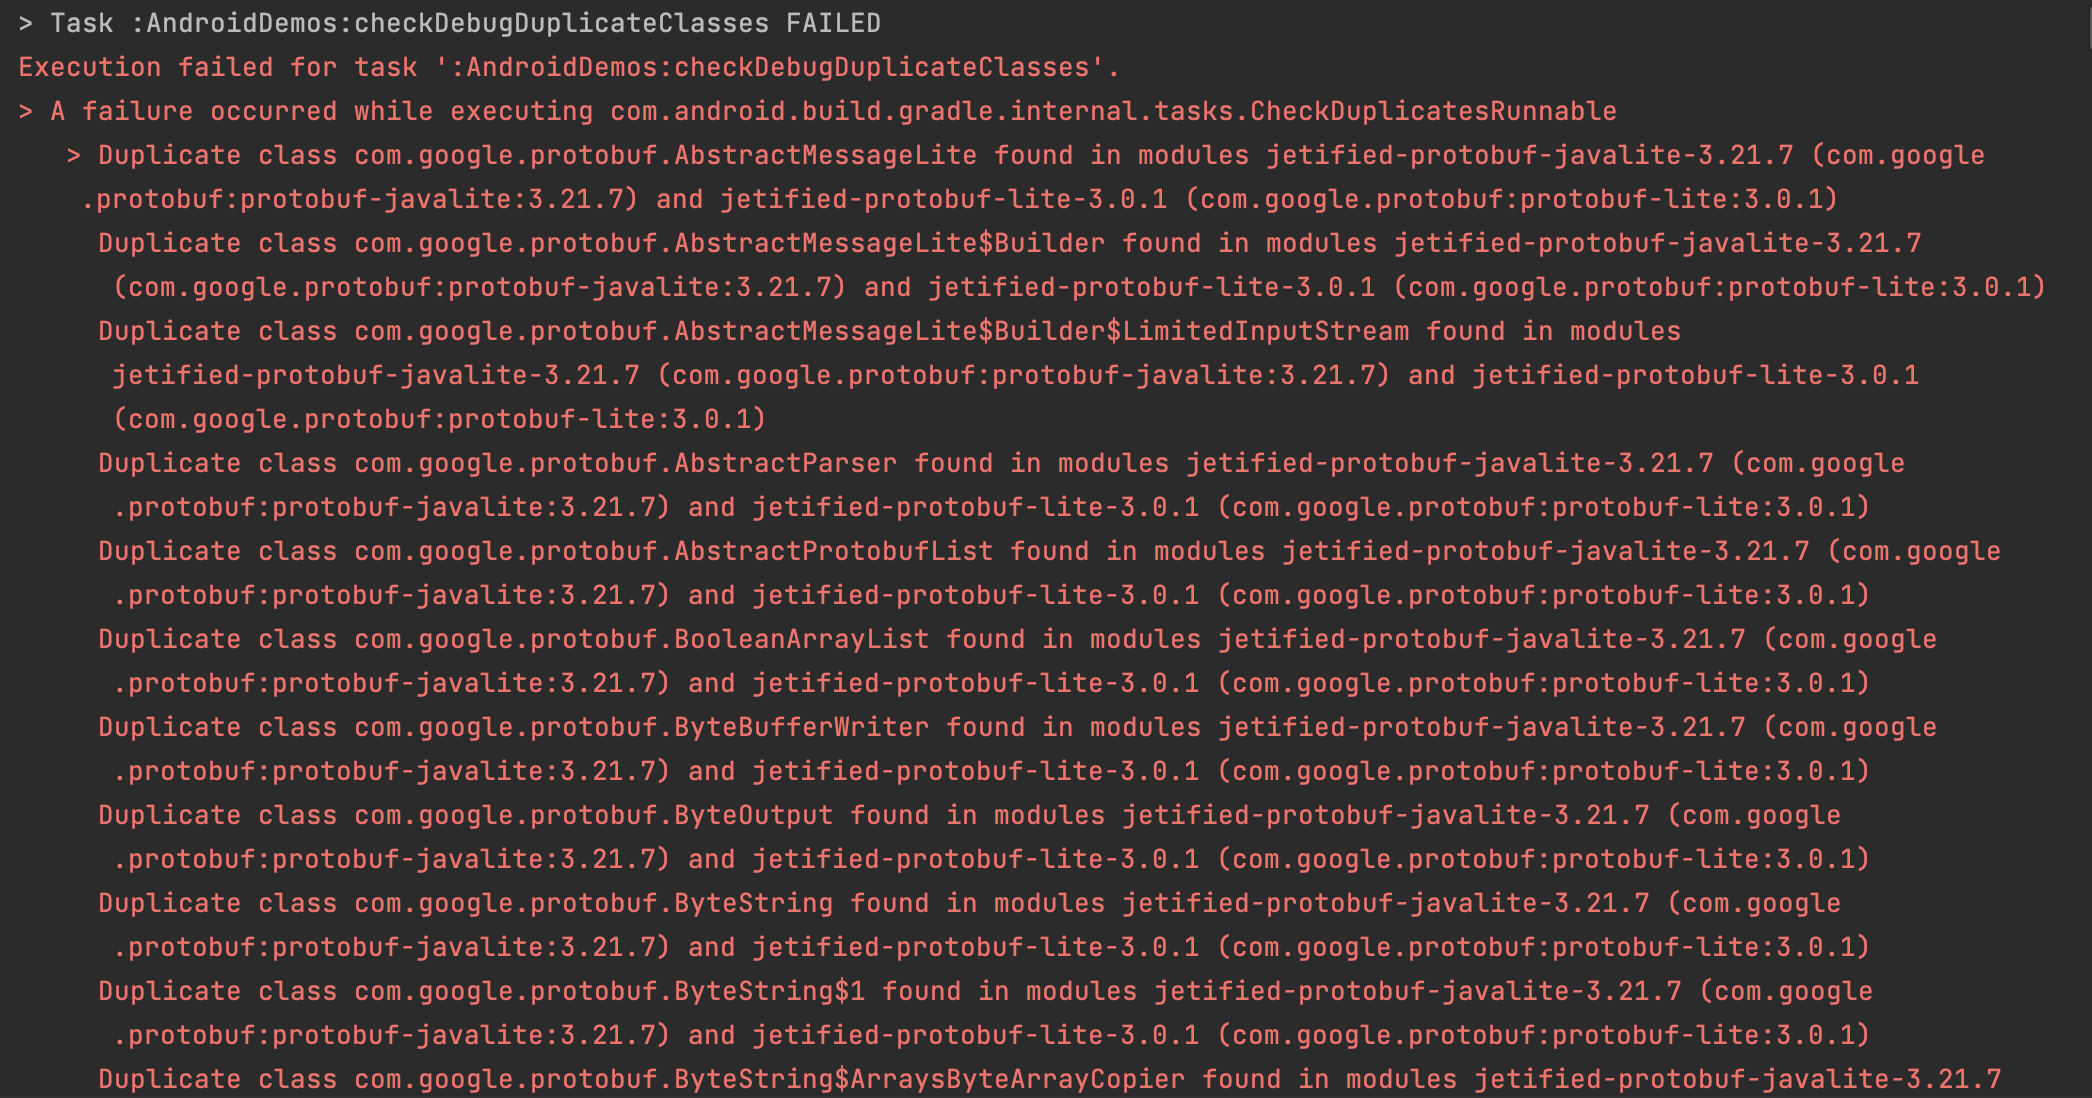 > Task :AndroidDemos:checkDebugDuplicateClasses FAILED
Execution failed for task ':AndroidDemos:checkDebugDuplicateClasses'.
> A failure occurred while executing com.android.build.gradle.internal.tasks.CheckDuplicatesRunnable
> Duplicate class com.google.protobuf.AbstractMessageLite found in modules jetified-protobuf-javalite-3.21.7 (com.google
.protobuf:protobuf-javalite:3.21.7) and jetified-protobuf-lite-3.0.1 (com.google.protobuf:protobuf-lite:3.0.1)
Duplicate class com.google.protobuf.AbstractMessageLite$Builder found in modules jetified-protobuf-javalite-3.21.7
(com.google.protobuf:protobuf-javalite:3.21.7) and jetified-protobuf-lite-3.0.1 (com.google.protobuf:protobuf-lite:3.0.1)
Duplicate class com.google.protobuf.AbstractMessageLite$Builder$LimitedInputStream found in modules
jetified-protobuf-javalite-3.21.7 (com.google.protobuf:protobuf-javalite:3.21.7) and jetified-protobuf-lite-3.0.1
(com.google.protobuf:protobuf-lite:3.0.1)
Duplicate class com.google.protobuf.AbstractParser found in modules jetified-protobuf-javalite-3.21.7 (com.google
.protobuf:protobuf-javalite:3.21.7) and jetified-protobuf-lite-3.0.1 (com.google.protobuf:protobuf-lite:3.0.1)
Duplicate class com.google.protobuf.AbstractProtobufList found in modules jetified-protobuf-javalite-3.21.7 (com.google
.protobuf:protobuf-javalite:3.21.7) and jetified-protobuf-lite-3.0.1 (com.google.protobuf:protobuf-lite:3.0.1)
Duplicate class com.google.protobuf.BooleanArrayList found in modules jetified-protobuf-javalite-3.21.7 (com.google
.protobuf:protobuf-javalite:3.21.7) and jetified-protobuf-lite-3.0.1 (com.google.protobuf:protobuf-lite:3.0.1)
Duplicate class com.google.protobuf.ByteBufferWriter found in modules jetified-protobuf-javalite-3.21.7 (com.google
.protobuf:protobuf-javalite:3.21.7) and jetified-protobuf-lite-3.0.1 (com.google.protobuf:protobuf-lite:3.0.1)
Duplicate class com.google.protobuf.ByteOutput found in modules jetified-protobuf-javalite-3.21.7 (com.google
.protobuf:protobuf-javalite:3.21.7) and jetified-protobuf-lite-3.0.1 (com.google.protobuf:protobuf-lite:3.0.1)
Duplicate class com.google.protobuf.ByteString found in modules jetified-protobuf-javalite-3.21.7 (com.google
.protobuf:protobuf-javalite:3.21.7) and jetified-protobuf-lite-3.0.1 (com.google.protobuf:protobuf-lite:3.0.1)
Duplicate class com.google.protobuf.ByteString$1 found in modules jetified-protobuf-javalite-3.21.7 (com.google
.protobuf:protobuf-javalite:3.21.7) and jetified-protobuf-lite-3.0.1 (com.google.protobuf:protobuf-lite:3.0.1)
Duplicate class com.google.protobuf.ByteString$ArraysByteArrayCopier found in modules jetified-protobuf-javalite-3.21.7